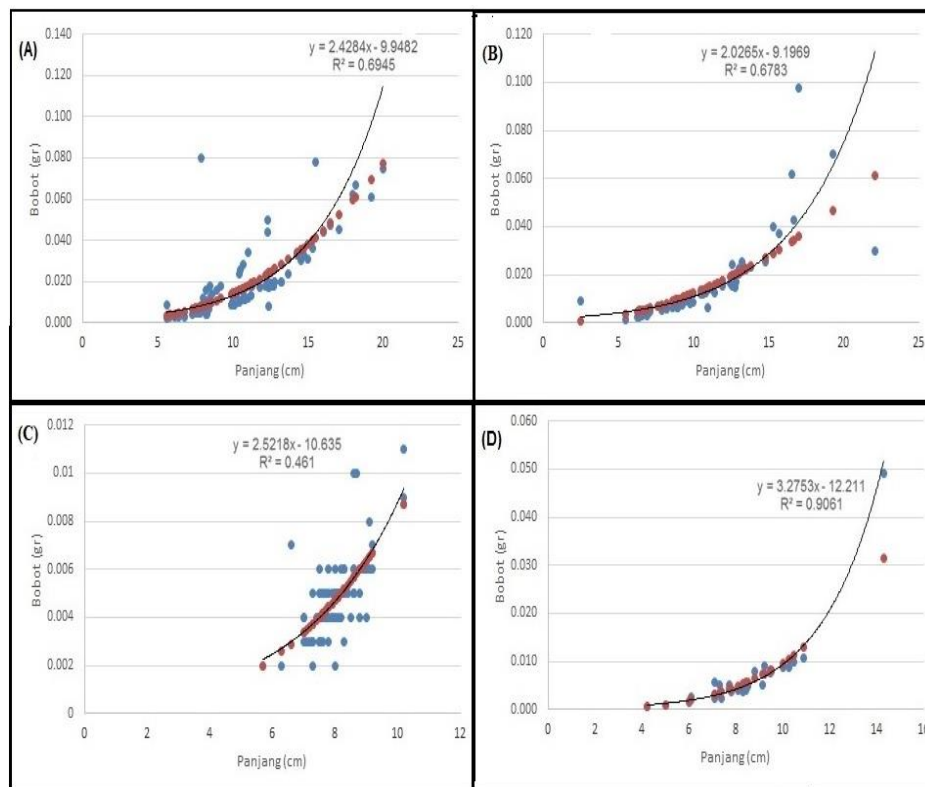 (A)
y = 2.4284x - 9.9482
R² = 0.6945
Bobot (gr)
0.140
0.120
0.100
0.080
0.060
0.040
0.020
0.000
0 5 10 15 20 25
Panjang (cm)
(B)
y = 2.0265x - 9.1969
R² = 0.6783
Bobot (gr)
0.120
0.100
0.080
0.060
0.040
0.020
0.000
0 5 10 15 20 25
Panjang (cm)
(C)
y = 2.5218x - 10.635
R² = 0.461
Bobot (gr)
0.012
0.01
0.008
0.006
0.004
0.002
0
0 2 4 6 8 10 12
Panjang (cm)
(D)
y = 3.2753x - 12.211
R² = 0.9061
Bobot (gr)
0.060
0.050
0.040
0.030
0.020
0.010
0.000
0 2 4 6 8 10 12 14 16
Panjang (cm)